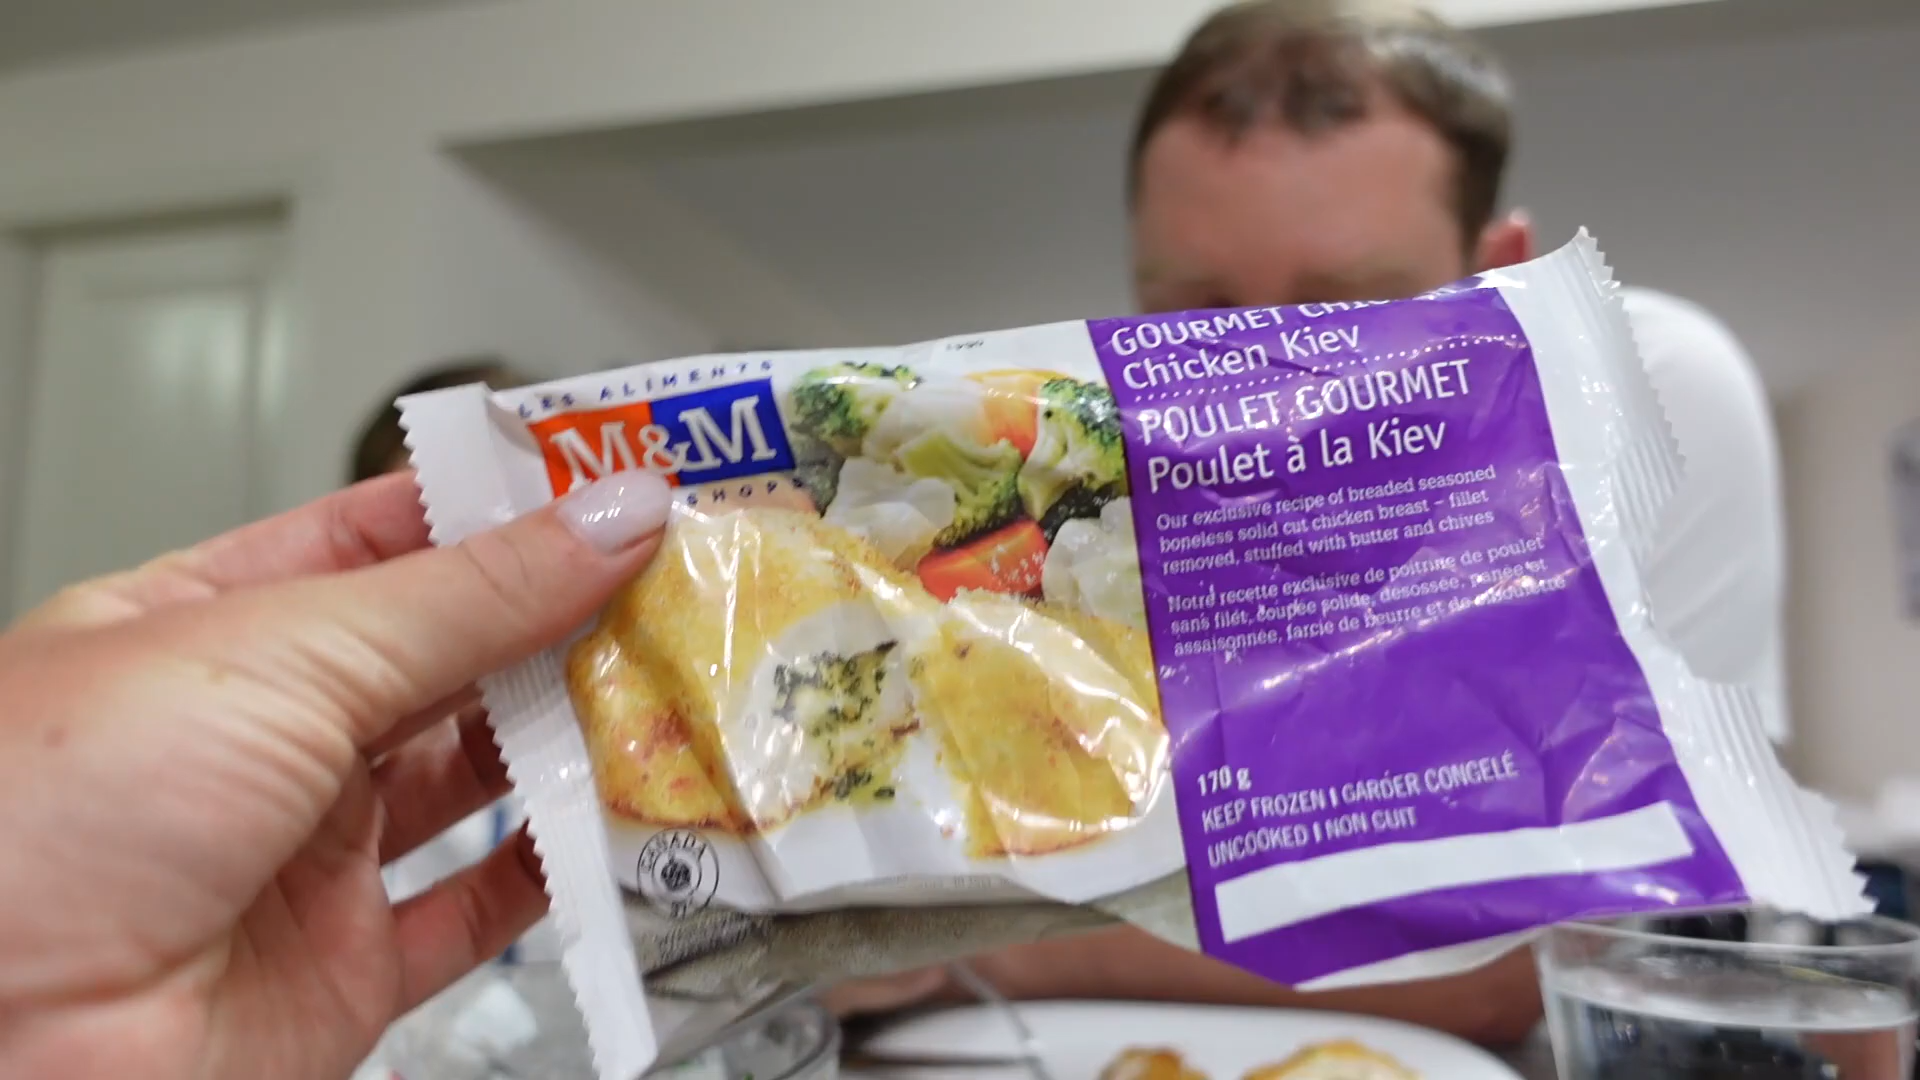 LES ALIMENTS
M&M
SHOPS
GOURMET
Chicken Kiev
POULET GOURMET
Poulet à la Kiev
Our exclusive recipe of breaded seasoned
boneless solid cut chicken breast – fillet
removed, stuffed with butter and chives
Notre recette exclusive de poitrine de poulet
sans filet, coupée solide, désossée, panée et
assaisonnée, farcie de beurre et de ciboulette
170 g
KEEP FROZEN | GARDER CONGELÉ
UNCOOKED | NON CUIT
CANADA